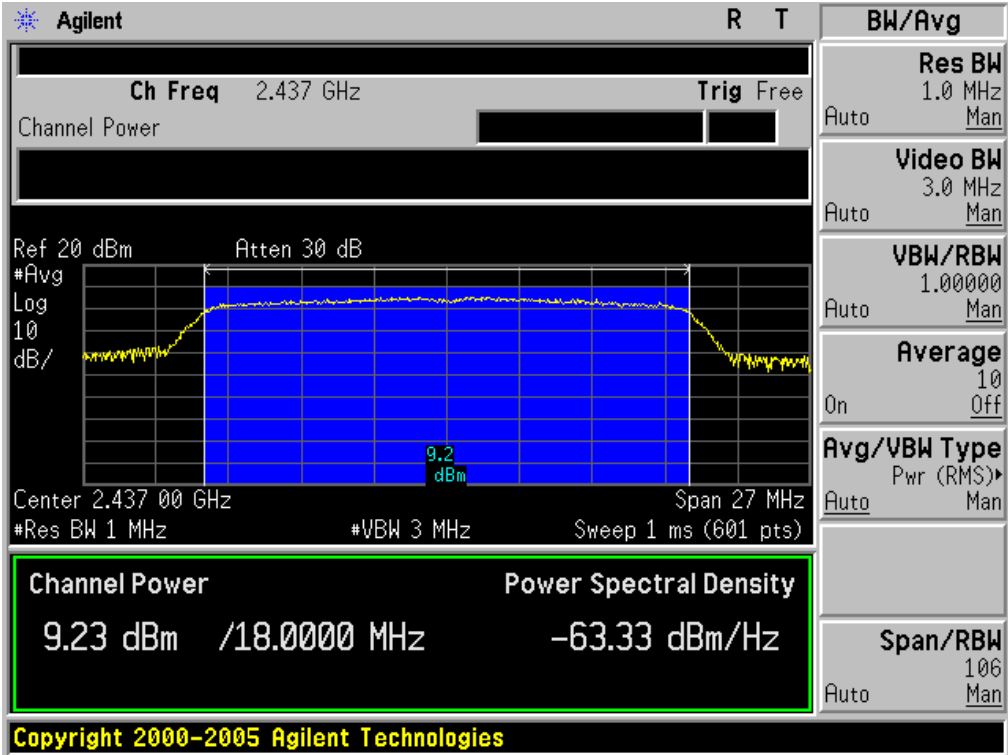 Agilent R T
Ch Freq 2.437 GHz Trig Free
Channel Power
Ref 20 dBm Atten 30 dB
#Avg
Log
10
dB/
9.2
dBm
Center 2.437 00 GHz Span 27 MHz
#Res BW 1 MHz #VBW 3 MHz Sweep 1 ms (601 pts)
Channel Power Power Spectral Density
9.23 dBm /18.0000 MHz -63.33 dBm/Hz
Copyright 2000-2005 Agilent Technologies
BW/Avg
Res BW
1.0 MHz
Auto Man
Video BW
3.0 MHz
Auto Man
VBW/RBW
1.00000
Auto Man
Average
10
On Off
Avg/VBW Type
Pwr (RMS)▸
Auto Man
Span/RBW
106
Auto Man